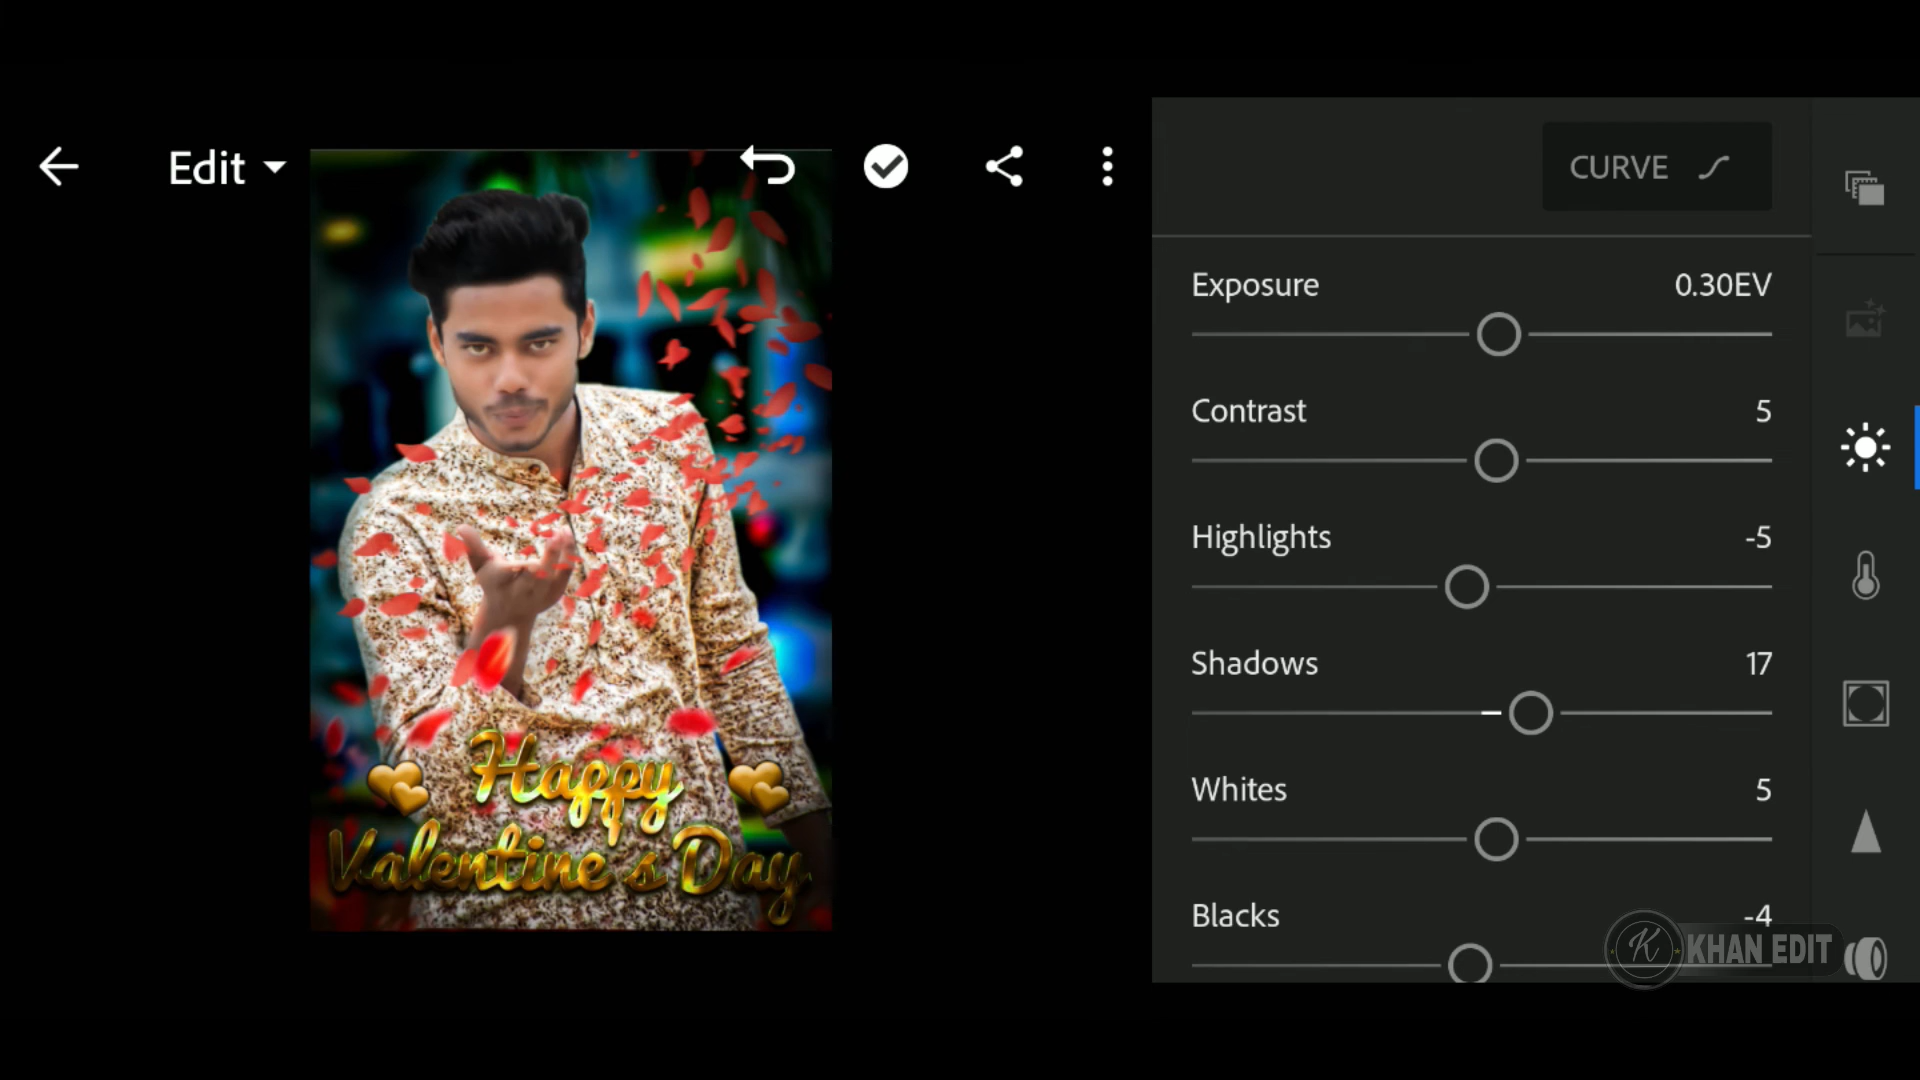 Edit
CURVE
Exposure 0.30EV
Contrast 5
Highlights -5
Shadows 17
Whites 5
Blacks -4
Happy
Valentine's Day
K KHAN EDIT